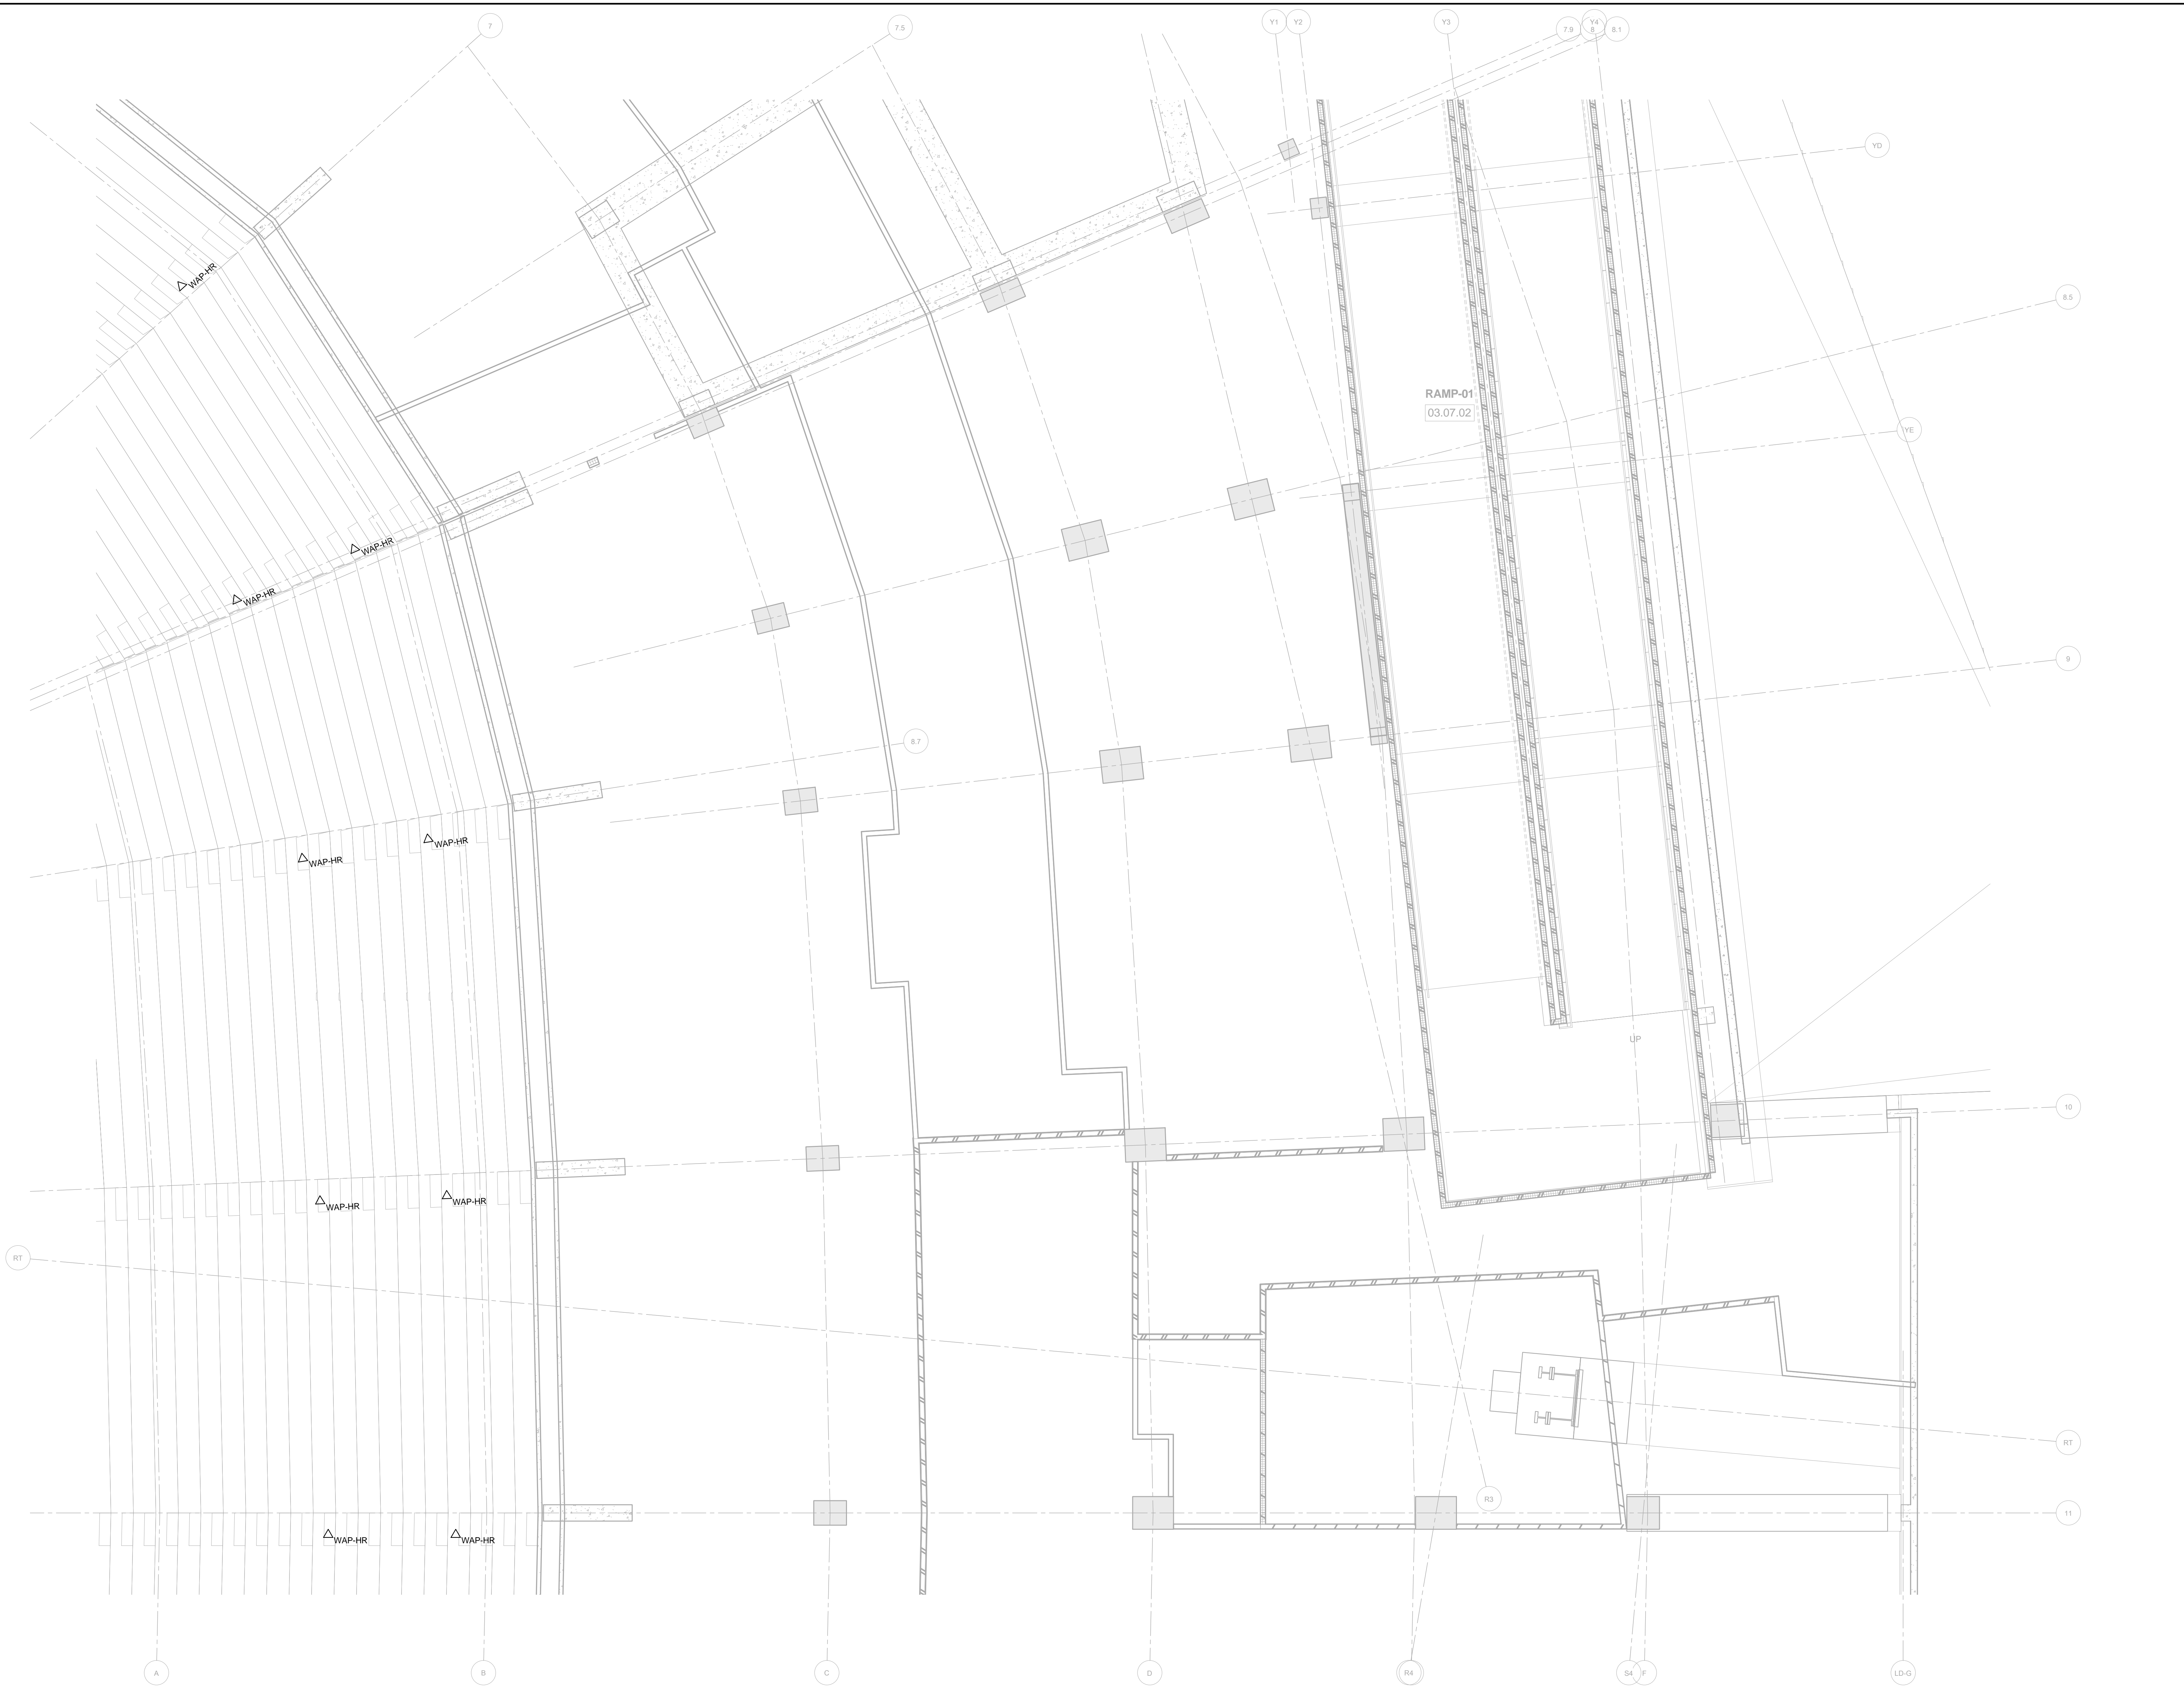 7
7.5
Y1
Y2
Y3
7.9
Y4
8
8.1
YD
WAP-HR
8.5
RAMP-01
03.07.02
YE
WAP-HR
WAP-HR
9
8.7
WAP-HR
WAP-HR
UP
10
WAP-HR
WAP-HR
RT
RT
R3
11
WAP-HR
WAP-HR
A
B
C
D
R4
S4
F
LD-G